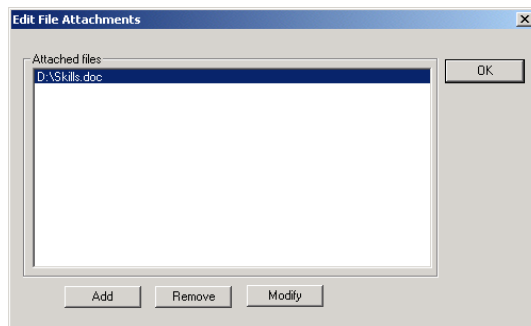 Edit File Attachments
Attached files
D:\Skills.doc
OK
Add Remove Modify